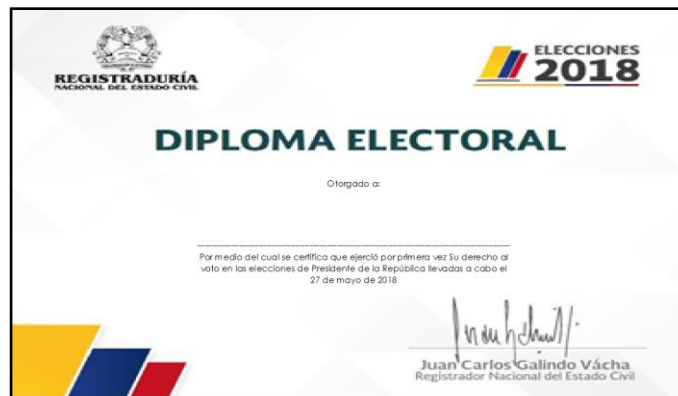 REGISTRADURÍA
NACIONAL DEL ESTADO CIVIL
ELECCIONES
2018
DIPLOMA ELECTORAL
Otorgado a:
Por medio del cual se certifica que ejerció por primera vez Su derecho al
voto en las elecciones de Presidente de la República llevadas a cabo el
27 de mayo de 2018
Juan Carlos Galindo Vácha
Registrador Nacional del Estado Civil